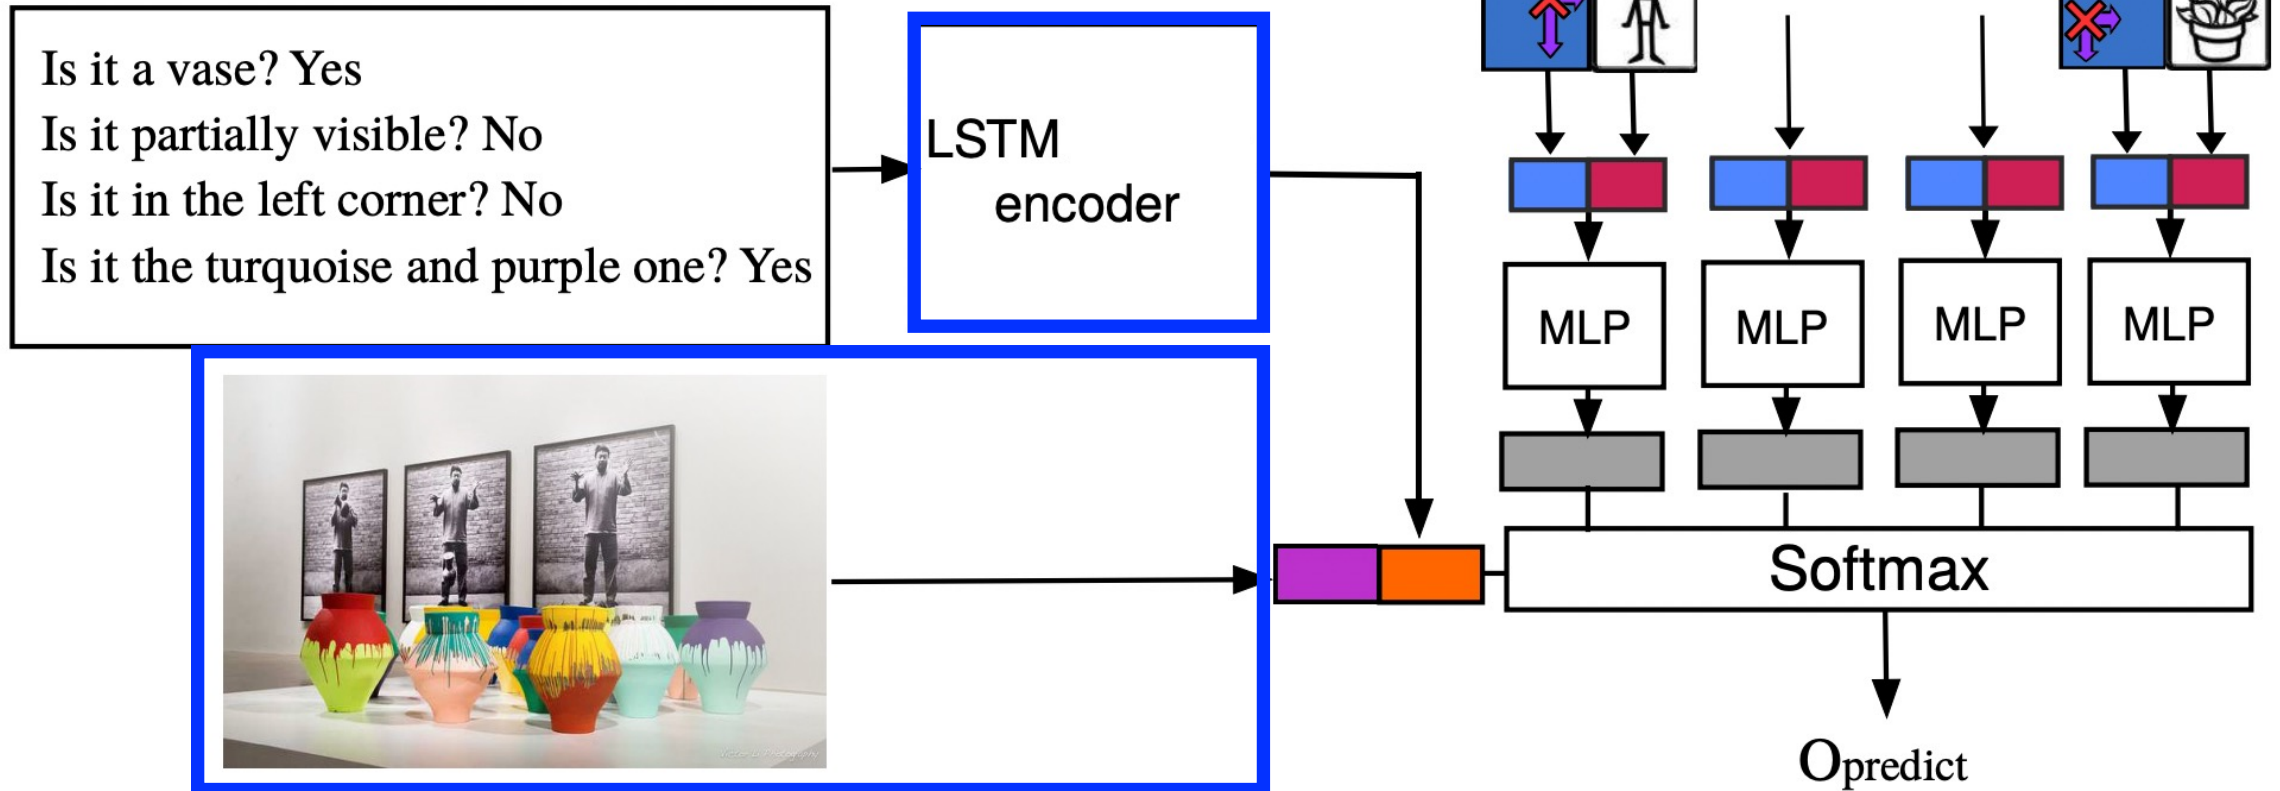 Is it a vase? Yes
Is it partially visible? No
Is it in the left corner? No
Is it the turquoise and purple one? Yes
LSTM
encoder
MLP
MLP
MLP
MLP
Softmax
Opredict